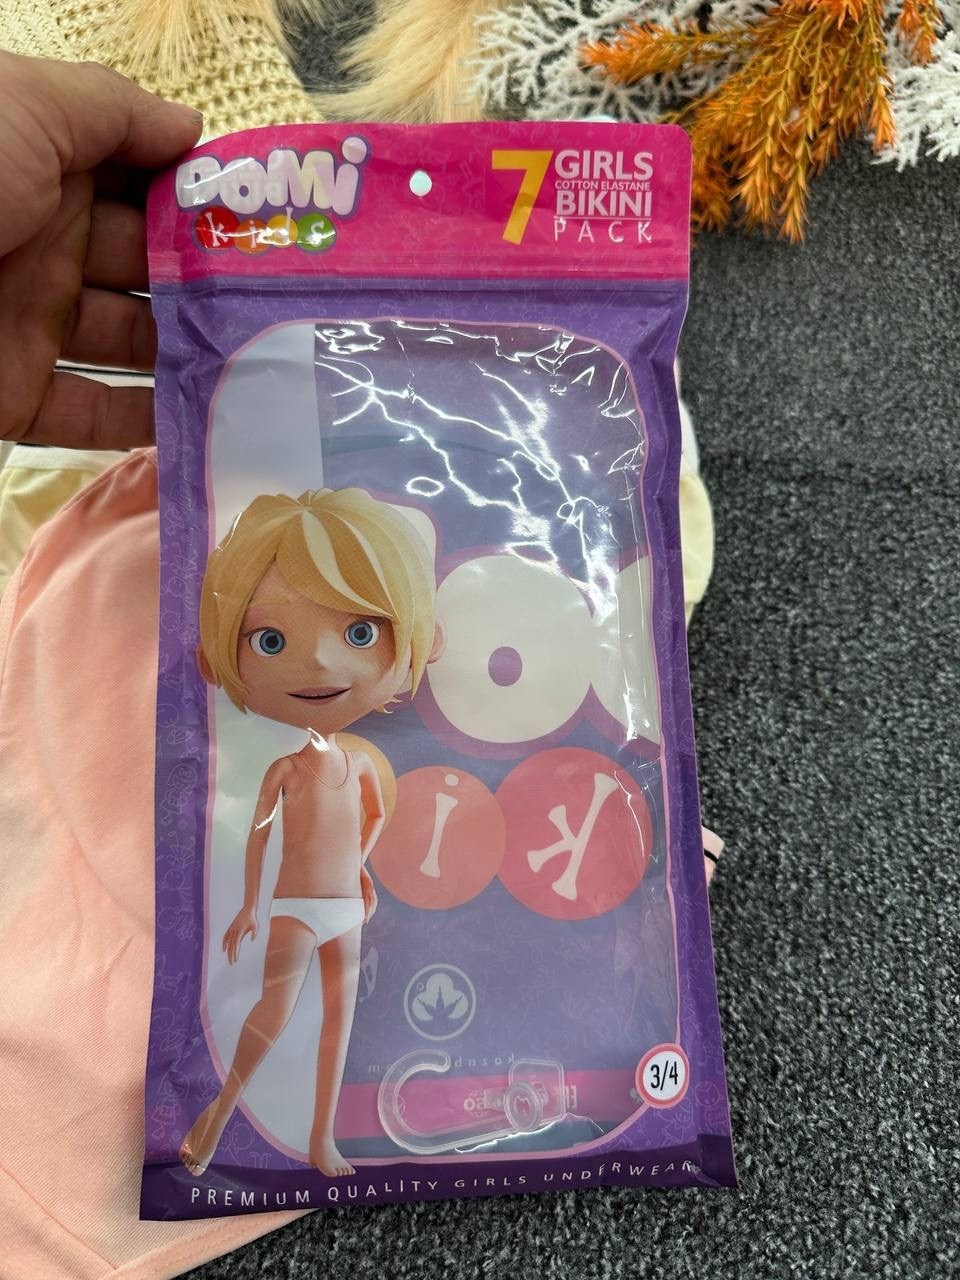 DOMi
kids
7 GIRLS
COTTON ELASTANE
BIKINI
PACK
3/4
PREMIUM QUALITY GIRLS UNDERWEAR